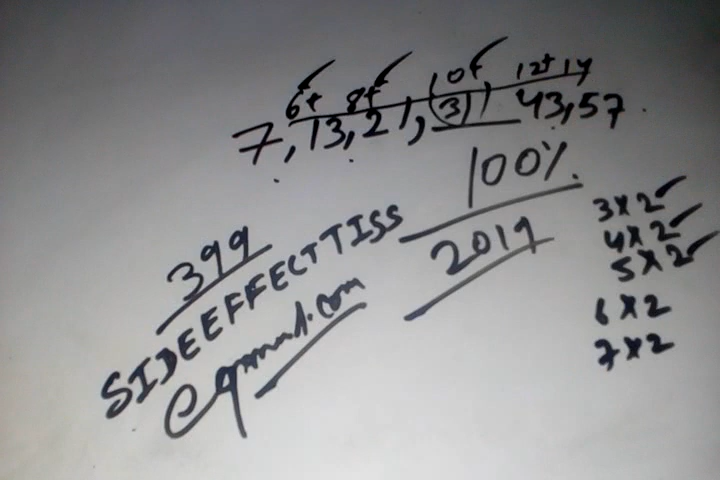 6+ 8+ 10+ 12+ 14
7, 13, 21, 31, 43, 57
100%
2019
399
SIDEEFFECTTISS
@gmail.com
3x2
4x2
5x2
6x2
7x2